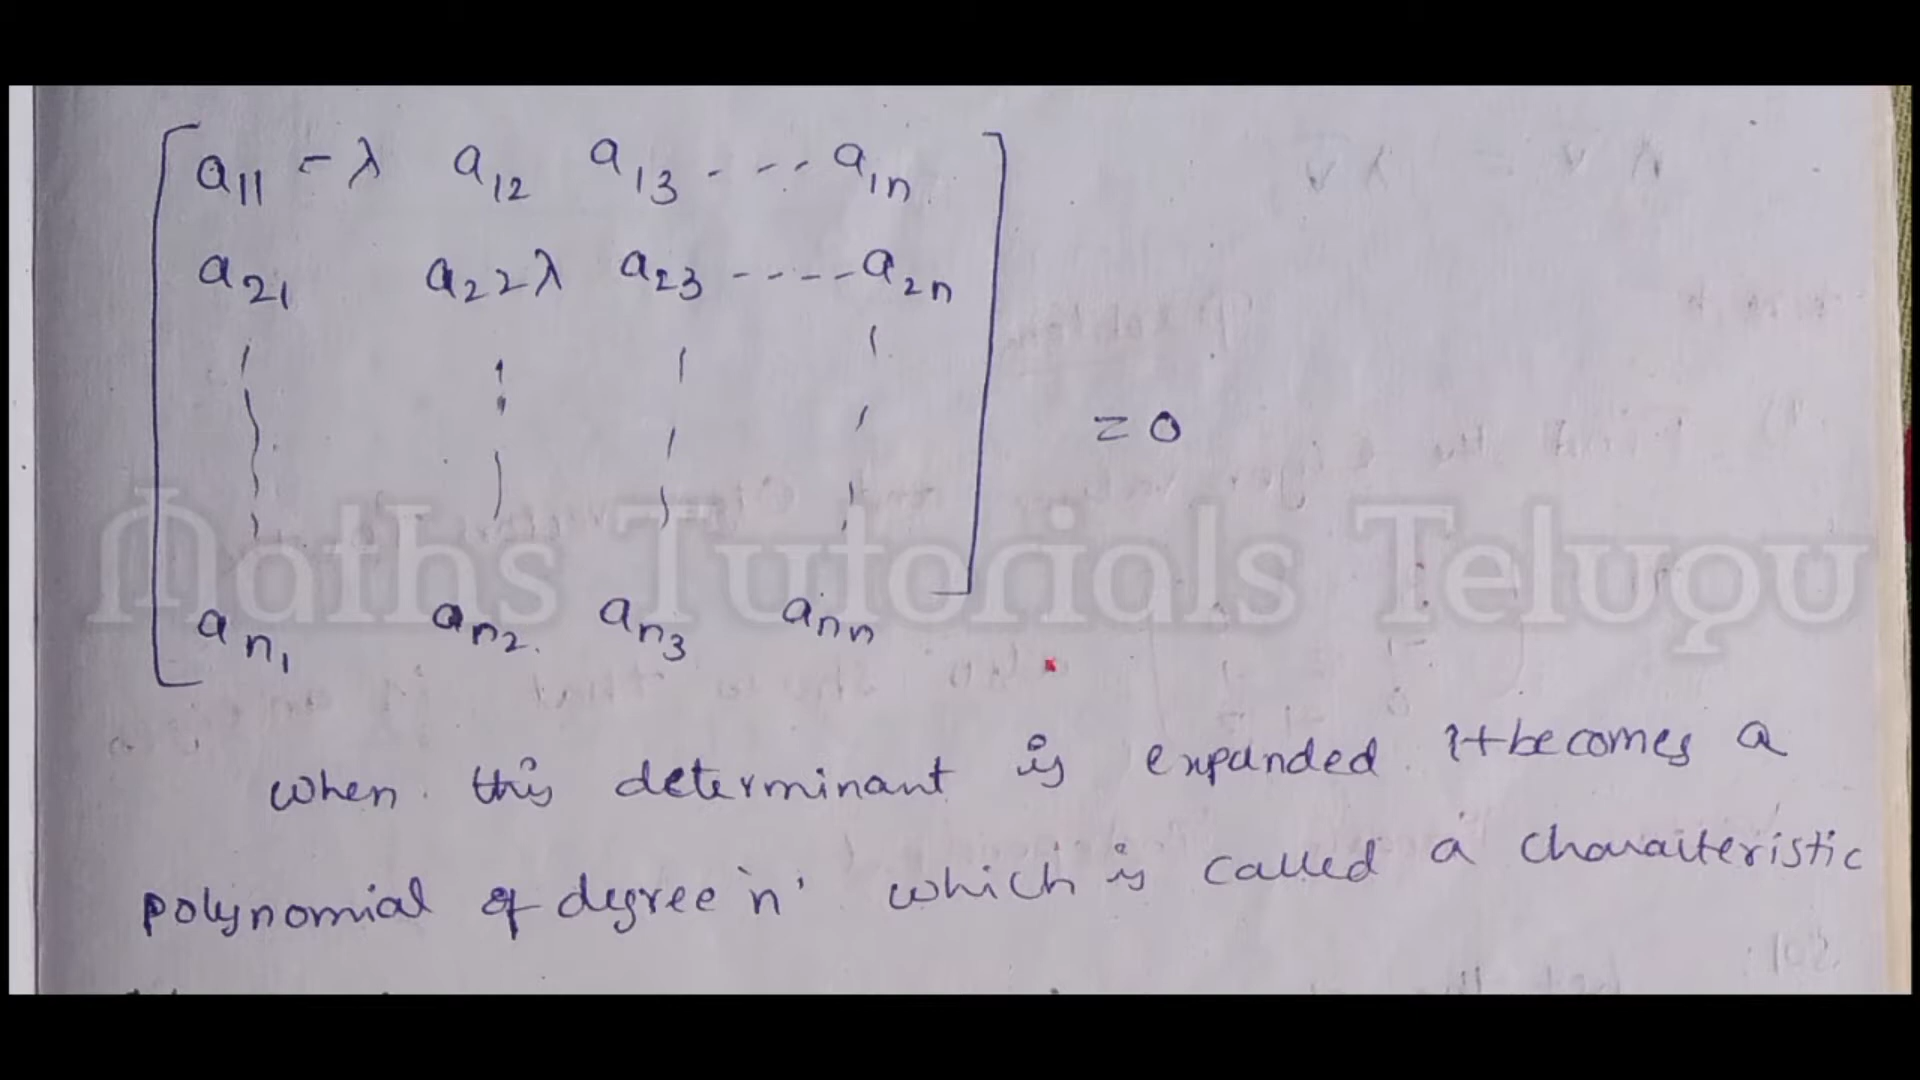 a11 - λ a12 a13 - - - - a1n
a21 a22λ a23 - - - - - a2n
= 0
an1 an2 an3 ann
Maths Tutorials Telugu
when this determinant is expanded it becomes a
polynomial of degree 'n' which is called a characteristic